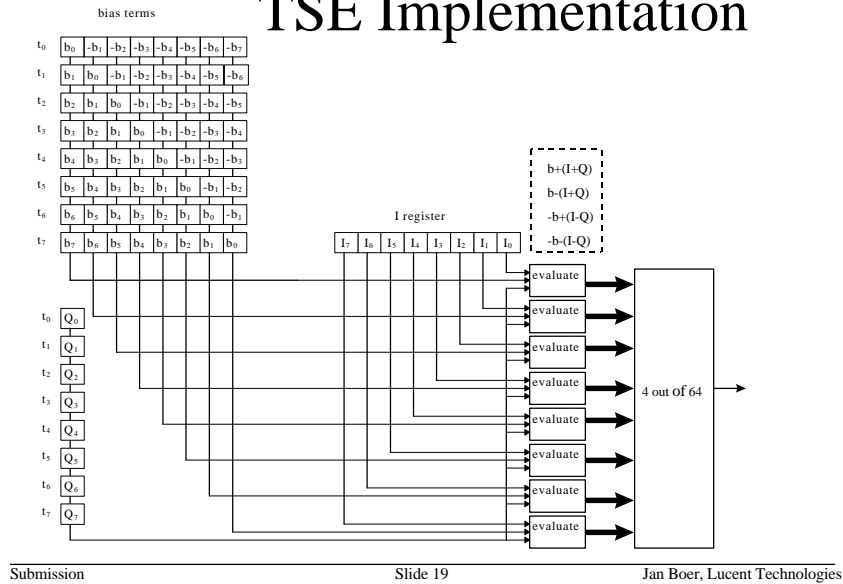 TSE Implementation
bias terms
t₀ b₀ -b₁ -b₂ -b₃ -b₄ -b₅ -b₆ -b₇
t₁ b₁ b₀ -b₁ -b₂ -b₃ -b₄ -b₅ -b₆
t₂ b₂ b₁ b₀ -b₁ -b₂ -b₃ -b₄ -b₅
t₃ b₃ b₂ b₁ b₀ -b₁ -b₂ -b₃ -b₄
t₄ b₄ b₃ b₂ b₁ b₀ -b₁ -b₂ -b₃
t₅ b₅ b₄ b₃ b₂ b₁ b₀ -b₁ -b₂
t₆ b₆ b₅ b₄ b₃ b₂ b₁ b₀ -b₁
t₇ b₇ b₆ b₅ b₄ b₃ b₂ b₁ b₀
b+(I+Q)
b-(I+Q)
-b+(I-Q)
-b-(I-Q)
I register
I₇ I₆ I₅ I₄ I₃ I₂ I₁ I₀
t₀ Q₀
t₁ Q₁
t₂ Q₂
t₃ Q₃
t₄ Q₄
t₅ Q₅
t₆ Q₆
t₇ Q₇
evaluate
evaluate
evaluate
evaluate
evaluate
evaluate
evaluate
evaluate
4 out of 64
Submission Slide 19 Jan Boer, Lucent Technologies